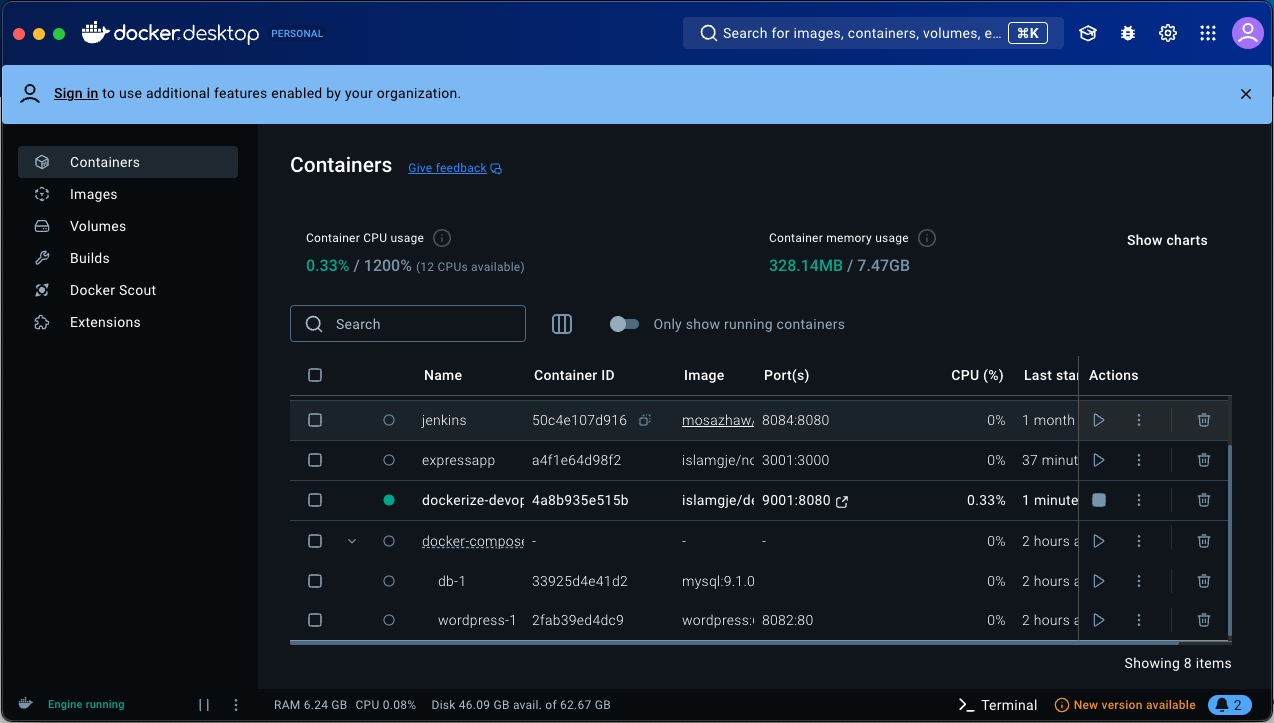 docker.desktop PERSONAL
Search for images, containers, volumes, e... ⌘K
Sign in to use additional features enabled by your organization.
Containers
Images
Volumes
Builds
Docker Scout
Extensions
Containers Give feedback
Container CPU usage
0.33% / 1200% (12 CPUs available)
Container memory usage
328.14MB / 7.47GB
Show charts
Search
Only show running containers
Name Container ID Image Port(s) CPU (%) Last star Actions
jenkins 50c4e107d916 mosazhaw/ 8084:8080 0% 1 month
expressapp a4f1e64d98f2 islamgje/no 3001:3000 0% 37 minut
dockerize-devop 4a8b935e515b islamgje/de 9001:8080 0.33% 1 minute
docker-compose - - - 0% 2 hours a
db-1 33925d4e41d2 mysql:9.1.0 0% 2 hours a
wordpress-1 2fab39ed4dc9 wordpress: 8082:80 0% 2 hours a
Showing 8 items
Engine running RAM 6.24 GB CPU 0.08% Disk 46.09 GB avail. of 62.67 GB Terminal New version available 2